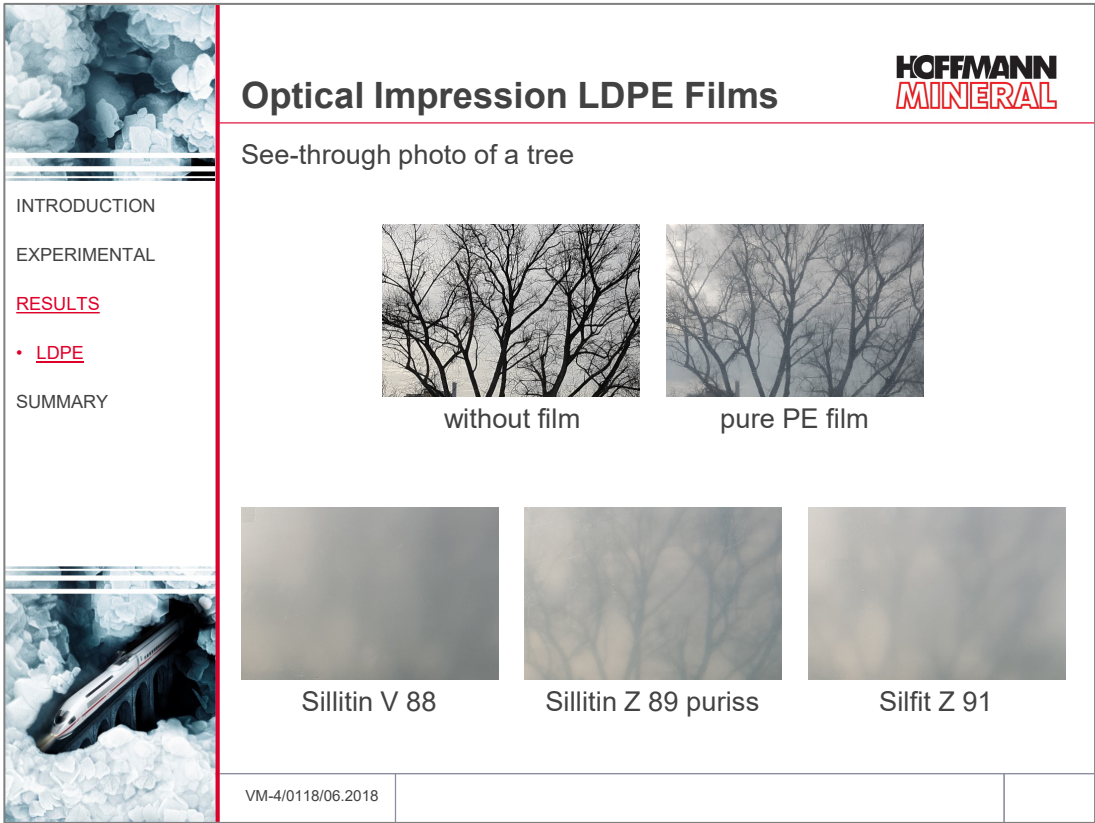 HOFFMANN
MINERAL
Optical Impression LDPE Films
See-through photo of a tree
INTRODUCTION
EXPERIMENTAL
RESULTS
• LDPE
SUMMARY
without film
pure PE film
Sillitin V 88
Sillitin Z 89 puriss
Silfit Z 91
VM-4/0118/06.2018